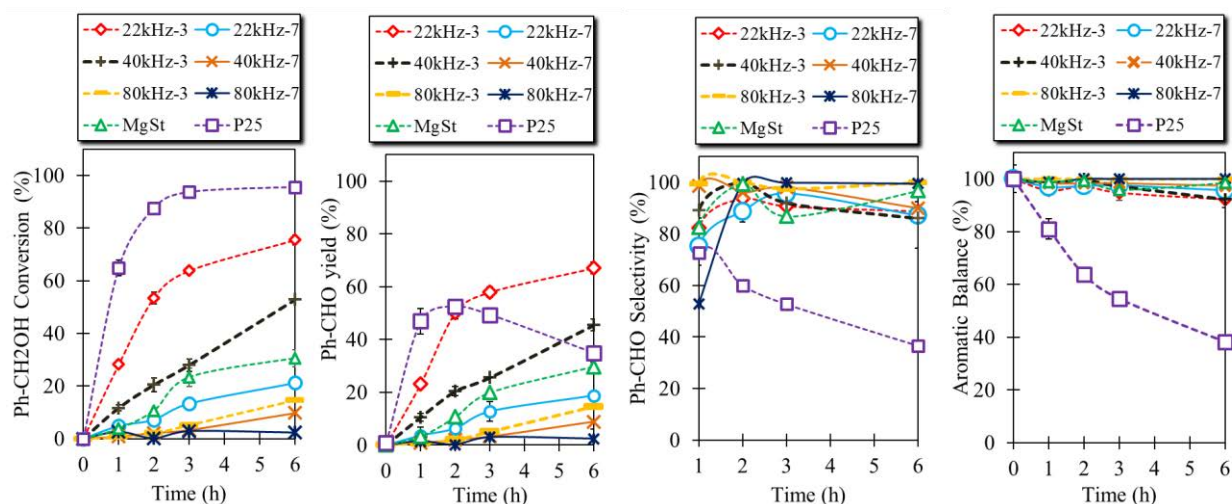 22kHz-3 22kHz-7
40kHz-3 40kHz-7
80kHz-3 80kHz-7
MgSt P25
Ph-CH2OH Conversion (%)
100
80
60
40
20
0
0 1 2 3 4 5 6
Time (h)
22kHz-3 22kHz-7
40kHz-3 40kHz-7
80kHz-3 80kHz-7
MgSt P25
Ph-CHO yield (%)
100
80
60
40
20
0
0 1 2 3 4 5 6
Time (h)
22kHz-3 22kHz-7
40kHz-3 40kHz-7
80kHz-3 80kHz-7
MgSt P25
Ph-CHO Selectivity (%)
100
80
60
40
20
0
1 2 3 4 5 6
Time (h)
22kHz-3 22kHz-7
40kHz-3 40kHz-7
80kHz-3 80kHz-7
MgSt P25
Aromatic Balance (%)
100
80
60
40
20
0
0 1 2 3 4 5 6
Time (h)